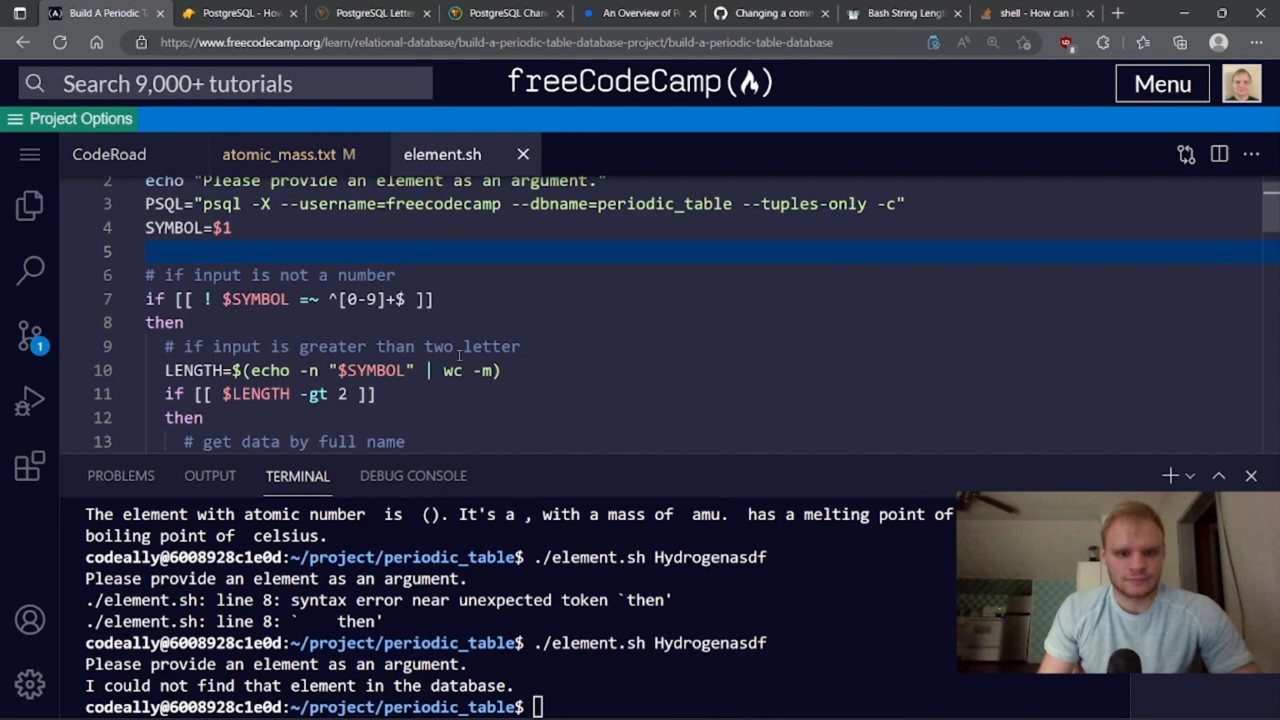 Build A Periodic T
PostgreSQL - How
PostgreSQL Lette
PostgreSQL Chan
An Overview of P
Changing a comm
Bash String Leng
shell - How can I
https://www.freecodecamp.org/learn/relational-database/build-a-periodic-table-database-project/build-a-periodic-table-database
Search 9,000+ tutorials
freeCodeCamp
Menu
Project Options
CodeRoad
atomic_mass.txt M
element.sh
2 echo "Please provide an element as an argument."
3 PSQL="psql -X --username=freecodecamp --dbname=periodic_table --tuples-only -c"
4 SYMBOL=$1
5
6 # if input is not a number
7 if [[ ! $SYMBOL =~ ^[0-9]+$ ]]
8 then
9 # if input is greater than two letter
10 LENGTH=$(echo -n "$SYMBOL" | wc -m)
11 if [[ $LENGTH -gt 2 ]]
12 then
13 # get data by full name
1
PROBLEMS OUTPUT TERMINAL DEBUG CONSOLE
The element with atomic number  is  (). It's a , with a mass of  amu.  has a melting point of
boiling point of  celsius.
codeally@6008928c1e0d:~/project/periodic_table$ ./element.sh Hydrogenasdf
Please provide an element as an argument.
./element.sh: line 8: syntax error near unexpected token `then'
./element.sh: line 8: `    then'
codeally@6008928c1e0d:~/project/periodic_table$ ./element.sh Hydrogenasdf
Please provide an element as an argument.
I could not find that element in the database.
codeally@6008928c1e0d:~/project/periodic_table$